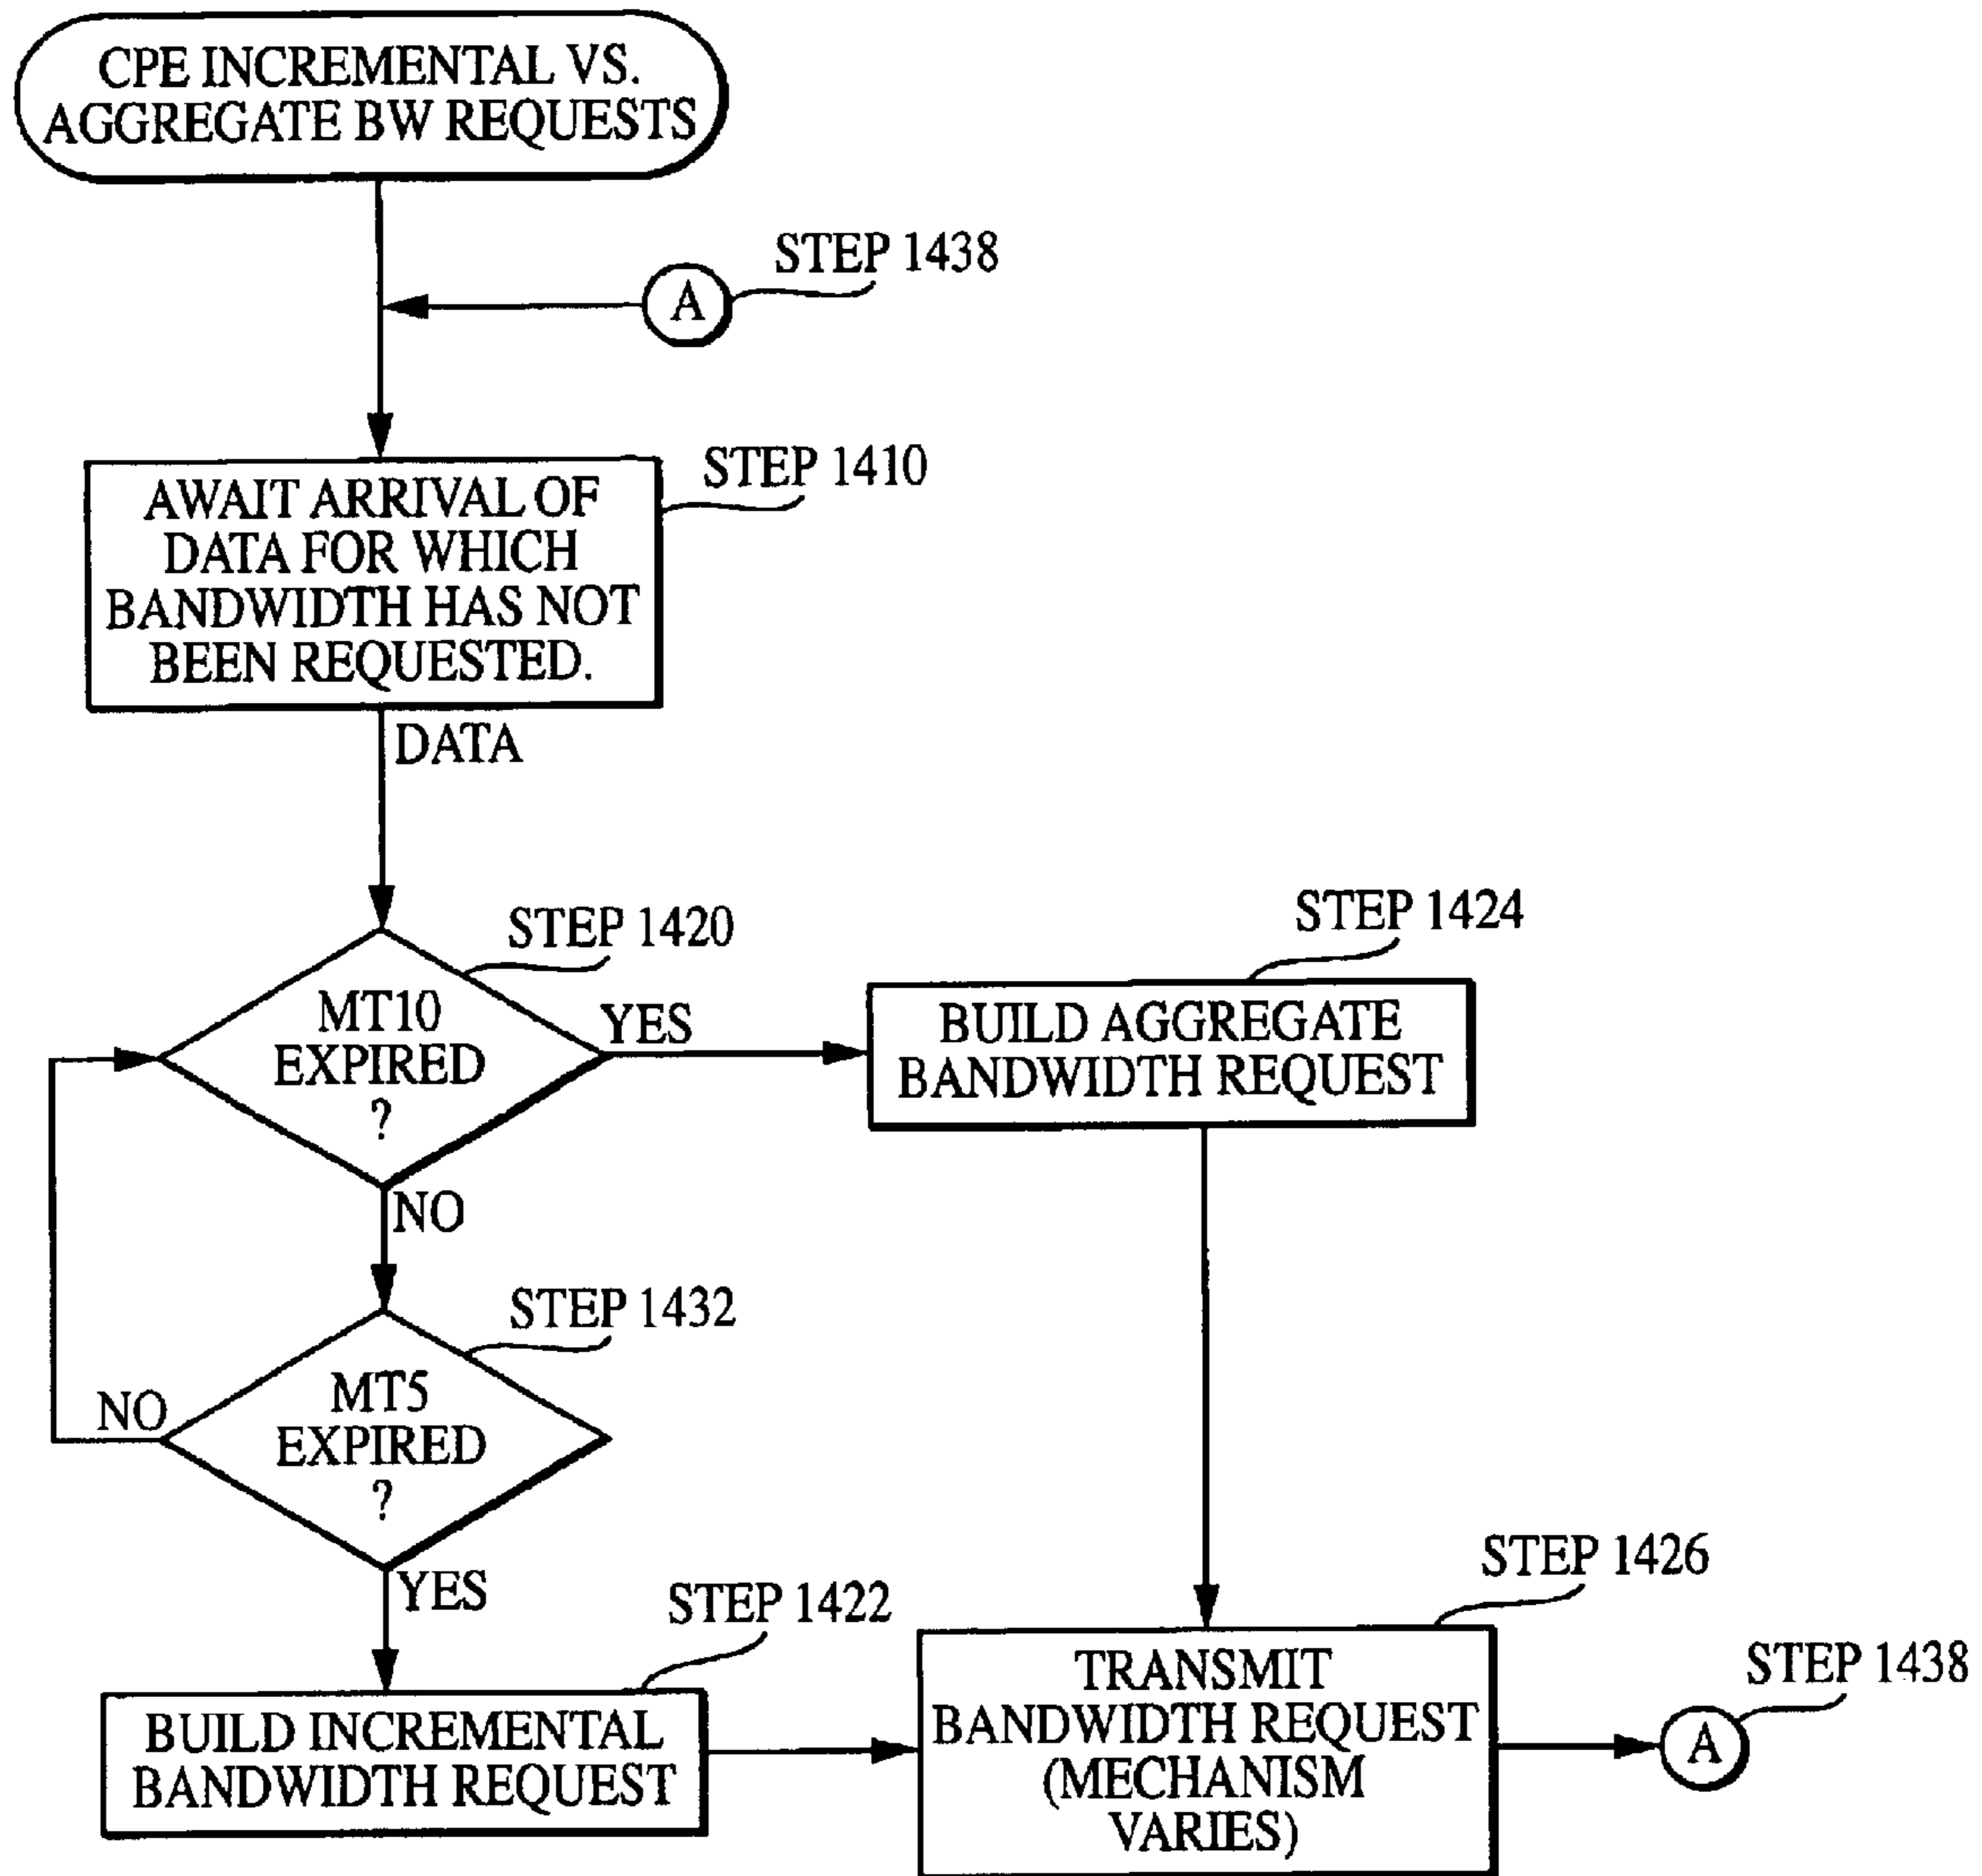 CPE INCREMENTAL VS.
AGGREGATE BW REQUESTS
STEP 1438
A
STEP 1410
AWAIT ARRIVAL OF
DATA FOR WHICH
BANDWIDTH HAS NOT
BEEN REQUESTED.
DATA
STEP 1420
MT10
EXPIRED
?
YES
STEP 1424
BUILD AGGREGATE
BANDWIDTH REQUEST
NO
STEP 1432
MT5
EXPIRED
?
NO
YES
STEP 1422
BUILD INCREMENTAL
BANDWIDTH REQUEST
STEP 1426
TRANSMIT
BANDWIDTH REQUEST
(MECHANISM
VARIES)
STEP 1438
A